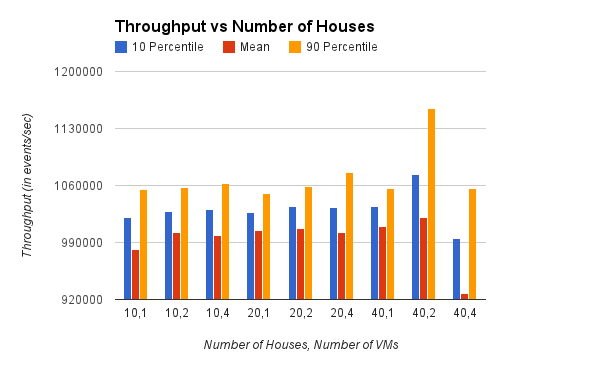 Throughput vs Number of Houses
10 Percentile Mean 90 Percentile
1200000
1130000
1060000
990000
920000
Throughput (in events/sec)
10,1 10,2 10,4 20,1 20,2 20,4 40,1 40,2 40,4
Number of Houses, Number of VMs